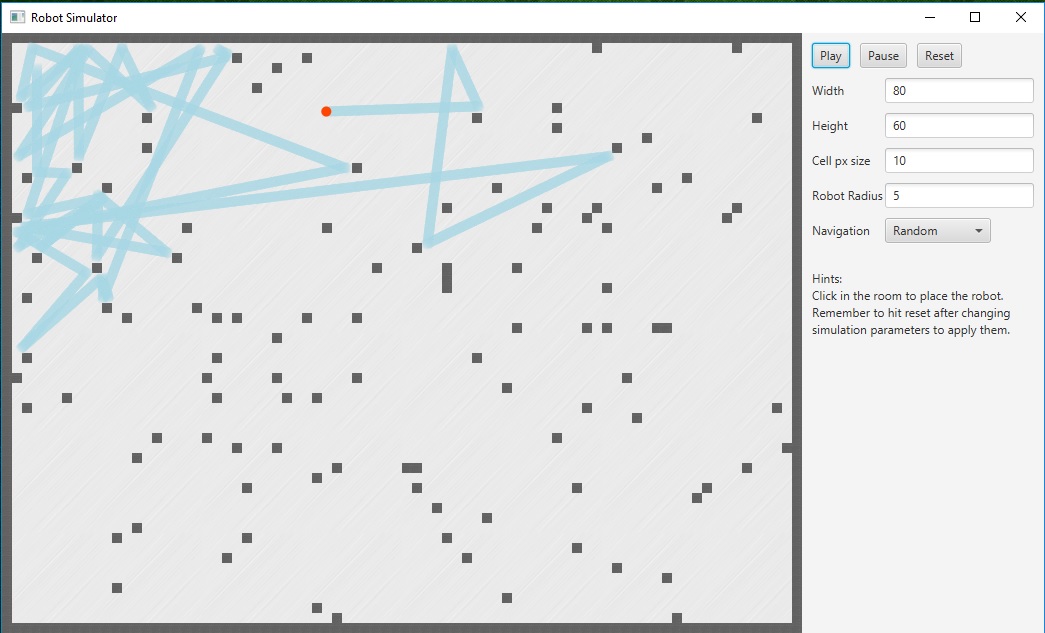 Robot Simulator
Play Pause Reset
Width 80
Height 60
Cell px size 10
Robot Radius 5
Navigation Random
Hints:
Click in the room to place the robot.
Remember to hit reset after changing
simulation parameters to apply them.